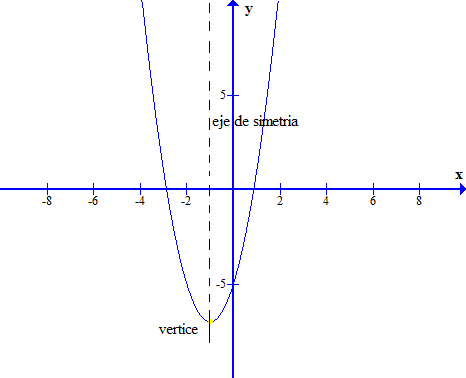 y
5
eje de simetria
x
-8 -6 -4 -2 2 4 6 8
-5
vertice